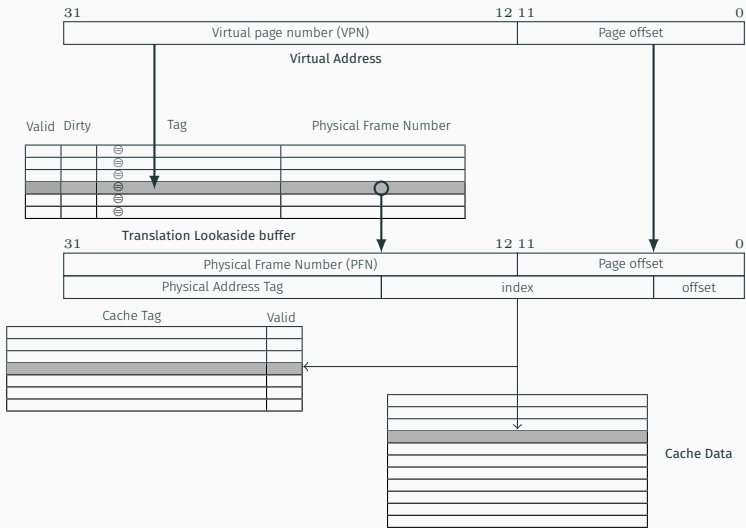 31 12 11 0
Virtual page number (VPN) Page offset
Virtual Address
Valid Dirty Tag Physical Frame Number
Translation Lookaside buffer
31 12 11 0
Physical Frame Number (PFN) Page offset
Physical Address Tag index offset
Cache Tag Valid
Cache Data